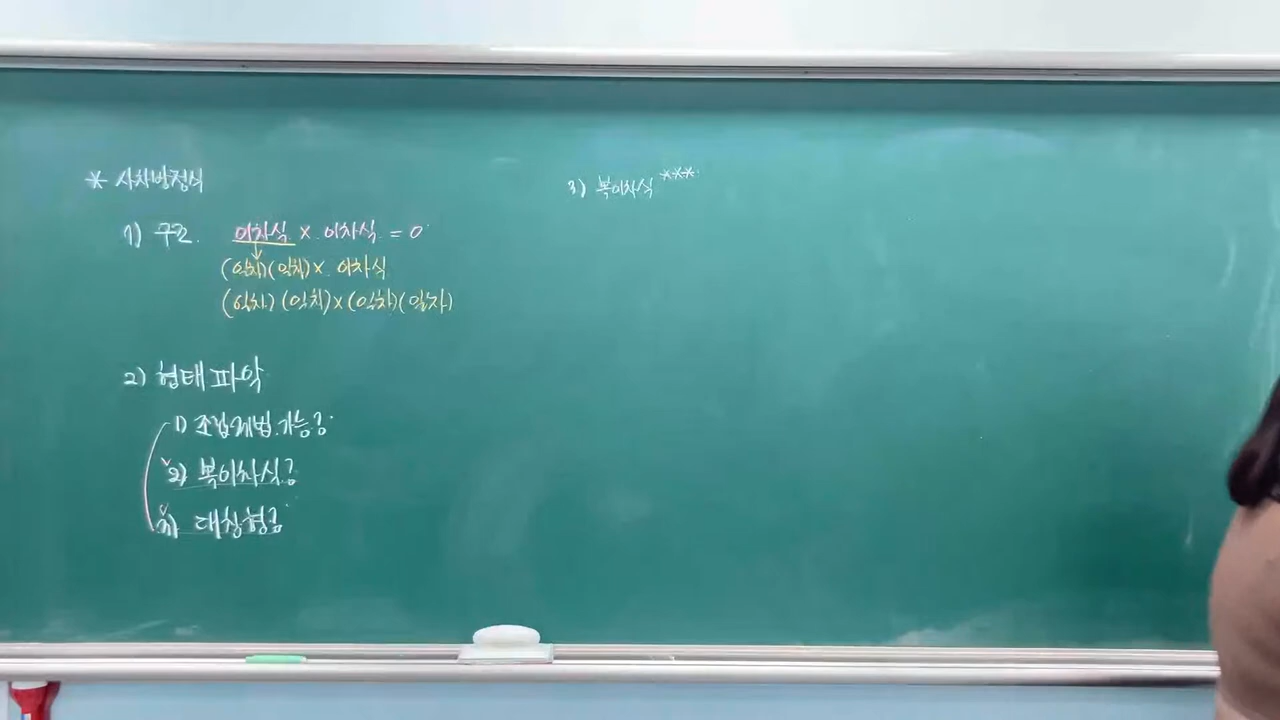 * 사차방정식
1) 구조. 이차식 × 이차식 = 0
(일차)(일차) × 이차식
(일차)(일차)×(일차)(일차)
2) 형태파악
1) 조립제법.가능?
2) 복이차식?
3) 대칭형?
3) 복이차식 ***